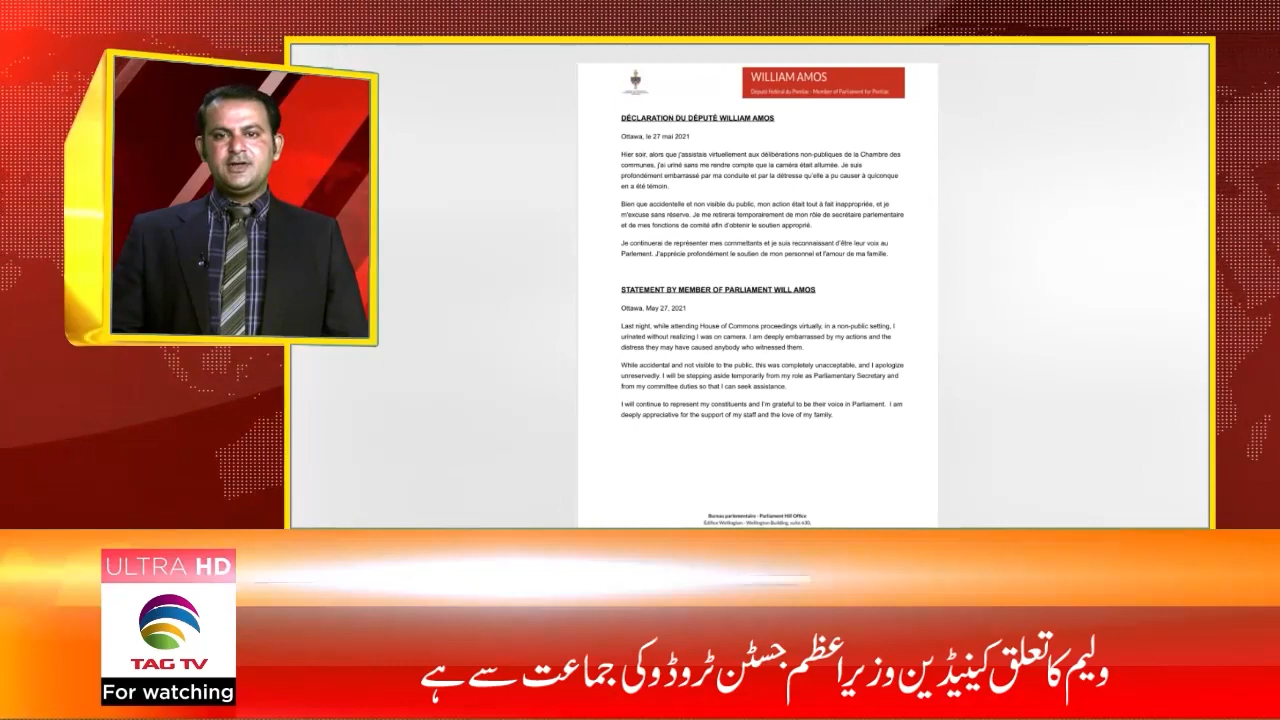 WILLIAM AMOS
Député fédéral du Pontiac - Member of Parliament for Pontiac
DÉCLARATION DU DÉPUTÉ WILLIAM AMOS
Ottawa, le 27 mai 2021
Hier soir, alors que j'assistais virtuellement aux délibérations non-publiques de la Chambre des
communes, j'ai uriné sans me rendre compte que la caméra était allumée. Je suis
profondément embarrassé par ma conduite et par la détresse qu'elle a pu causer à quiconque
en a été témoin.
Bien que accidentelle et non visible du public, mon action était tout à fait inappropriée, et je
m'excuse sans réserve. Je me retirerai temporairement de mon rôle de secrétaire parlementaire
et de mes fonctions de comité afin d'obtenir le soutien approprié.
Je continuerai de représenter mes commettants et je suis reconnaissant d'être leur voix au
Parlement. J'apprécie profondément le soutien de mon personnel et l'amour de ma famille.
STATEMENT BY MEMBER OF PARLIAMENT WILL AMOS
Ottawa, May 27, 2021
Last night, while attending House of Commons proceedings virtually, in a non-public setting, I
urinated without realizing I was on camera. I am deeply embarrassed by my actions and the
distress they may have caused anybody who witnessed them.
While accidental and not visible to the public, this was completely unacceptable, and I apologize
unreservedly. I will be stepping aside temporarily from my role as Parliamentary Secretary and
from my committee duties so that I can seek assistance.
I will continue to represent my constituents and I'm grateful to be their voice in Parliament. I am
deeply appreciative for the support of my staff and the love of my family.
Bureau parlementaire - Parliament Hill Office
Édifice Wellington - Wellington Building, suite 630,
ULTRA HD
TAG TV
For watching
ولیم کا تعلق کینیڈین وزیراعظم جسٹن ٹروڈو کی جماعت سے ہے